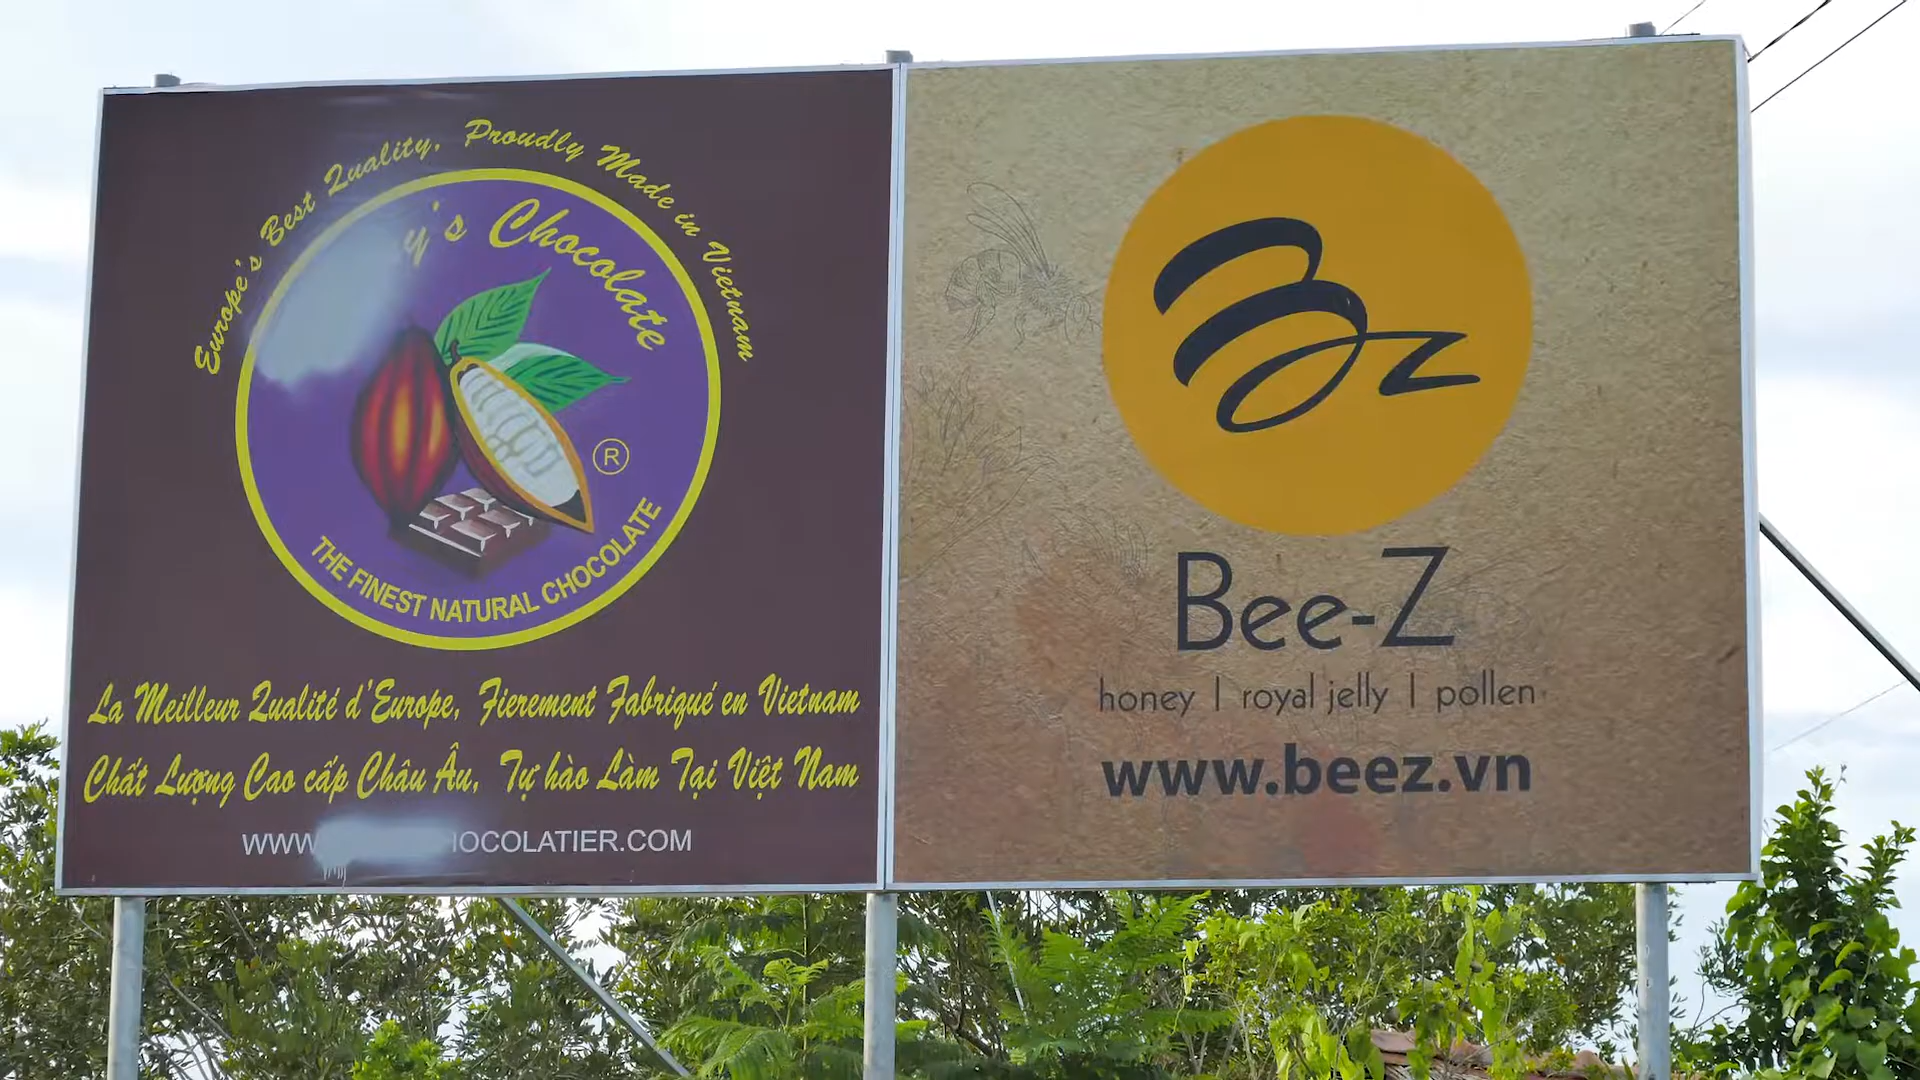 Europe's Best Quality, Proudly Made in Vietnam
y's Chocolate
®
THE FINEST NATURAL CHOCOLATE
La Meilleur Qualité d'Europe, Fierement Fabriqué en Vietnam
Chất Lượng Cao cấp Châu Âu, Tự hào Làm Tại Việt Nam
WWW HOCOLATIER.COM
Bz
Bee-Z
honey | royal jelly | pollen
www.beez.vn